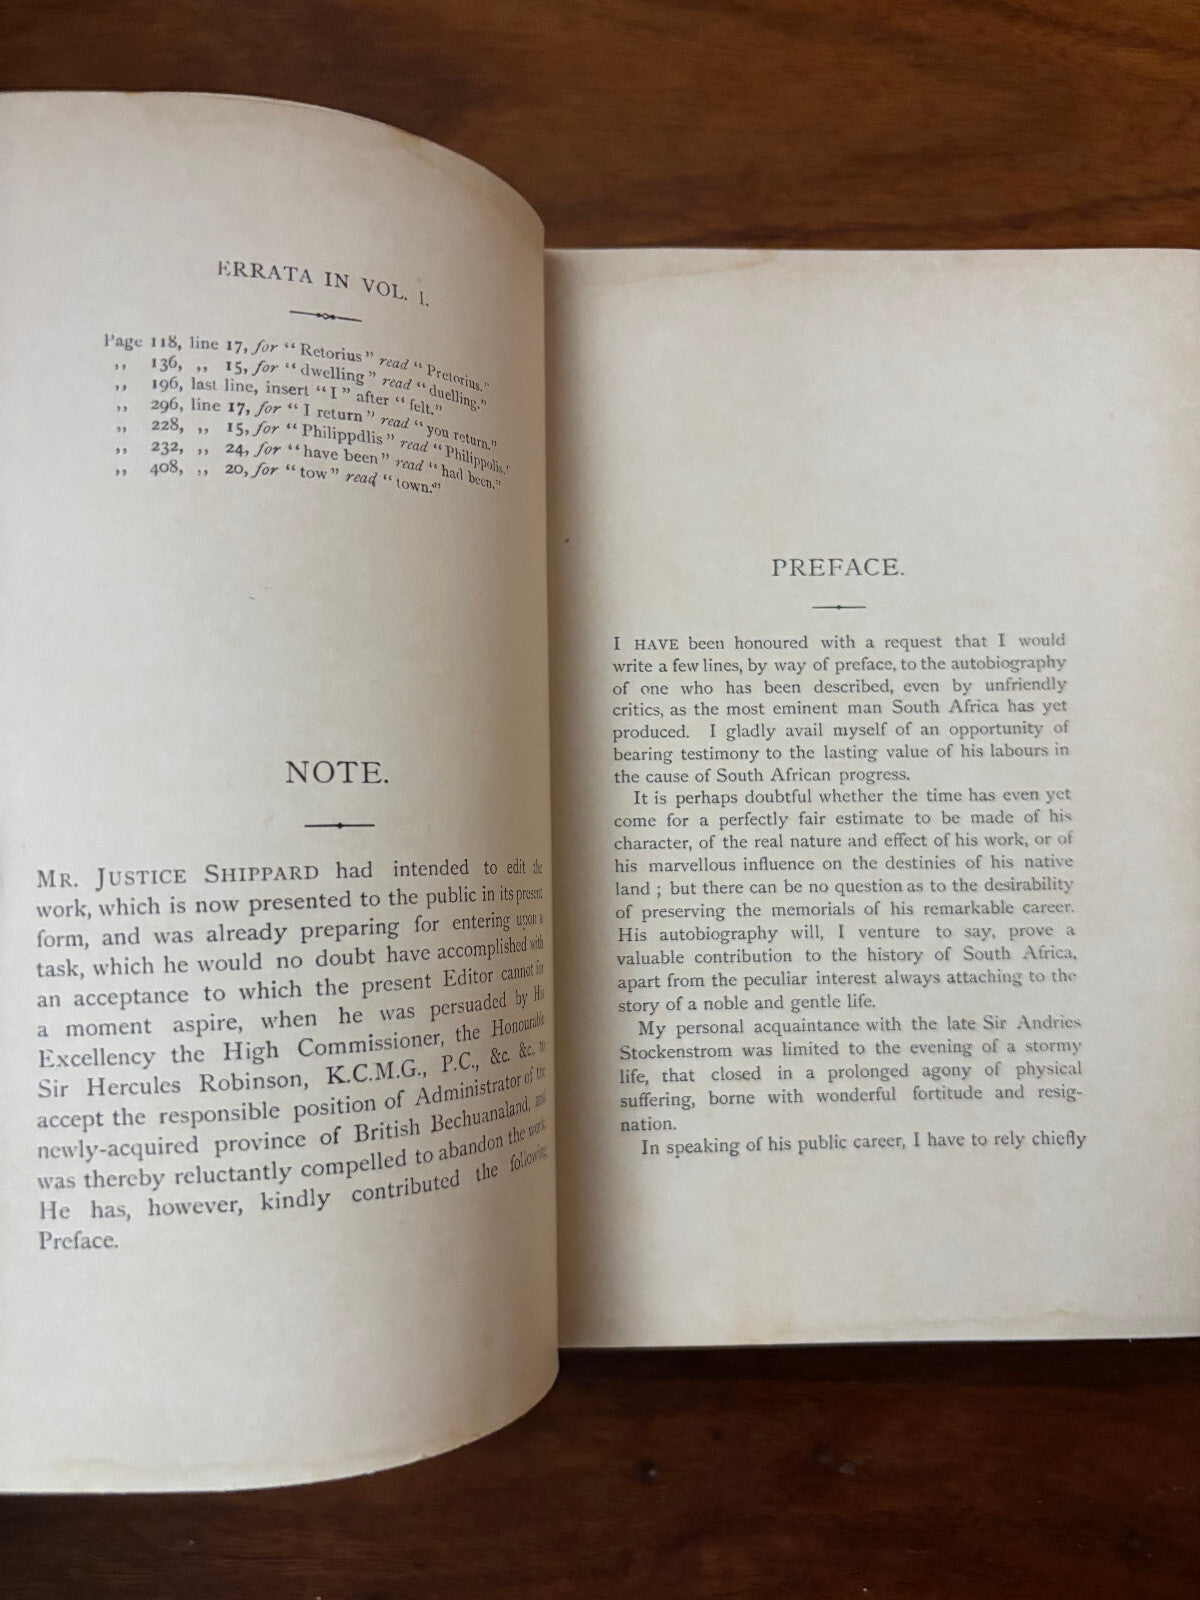 ERRATA IN VOL. I.
Page 118, line 17, for “Retorius” read “Pretorius.”
„ 136, „ 15, for “dwelling” read “duelling.”
„ 196, last line, insert “I” after “felt.”
„ 296, line 17, for “I return” read “you return.”
„ 228, „ 15, for “Philippdlis” read “Philippolis.”
„ 232, „ 24, for “have been” read “had been.”
„ 408, „ 20, for “tow” read “town.”
NOTE.
MR. JUSTICE SHIPPARD had intended to edit the
work, which is now presented to the public in its present
form, and was already preparing for entering upon a
task, which he would no doubt have accomplished with
an acceptance to which the present Editor cannot for
a moment aspire, when he was persuaded by His
Excellency the High Commissioner, the Honourable
Sir Hercules Robinson, K.C.M.G., P.C., &c. &c. to
accept the responsible position of Administrator of the
newly-acquired province of British Bechuanaland, and
was thereby reluctantly compelled to abandon the work.
He has, however, kindly contributed the following
Preface.
PREFACE.
I HAVE been honoured with a request that I would
write a few lines, by way of preface, to the autobiography
of one who has been described, even by unfriendly
critics, as the most eminent man South Africa has yet
produced. I gladly avail myself of an opportunity of
bearing testimony to the lasting value of his labours in
the cause of South African progress.
It is perhaps doubtful whether the time has even yet
come for a perfectly fair estimate to be made of his
character, of the real nature and effect of his work, or of
his marvellous influence on the destinies of his native
land ; but there can be no question as to the desirability
of preserving the memorials of his remarkable career.
His autobiography will, I venture to say, prove a
valuable contribution to the history of South Africa,
apart from the peculiar interest always attaching to the
story of a noble and gentle life.
My personal acquaintance with the late Sir Andries
Stockenstrom was limited to the evening of a stormy
life, that closed in a prolonged agony of physical
suffering, borne with wonderful fortitude and resig-
nation.
In speaking of his public career, I have to rely chiefly